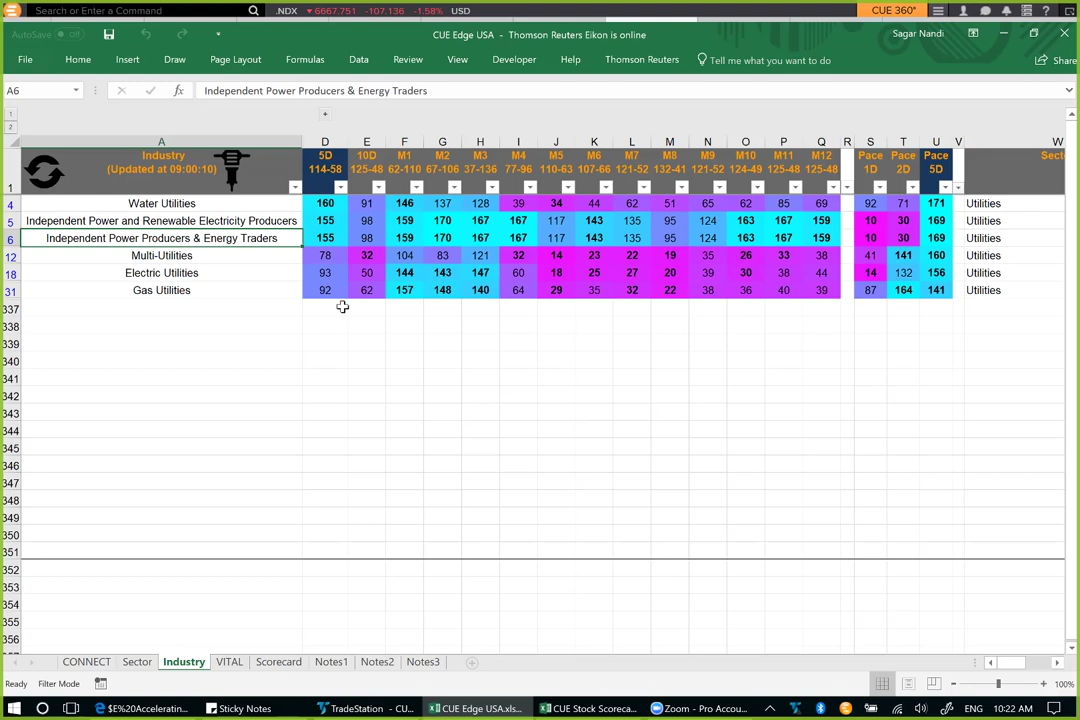 Search or Enter a Command .NDX 6667.751 -107.136 -1.58% USD CUE 360°
AutoSave Off CUE Edge USA - Thomson Reuters Eikon is online Sagar Nandi
File Home Insert Draw Page Layout Formulas Data Review View Developer Help Thomson Reuters Tell me what you want to do Share
A6 fx Independent Power Producers & Energy Traders
1
2
A D E F G H I J K L M N O P Q R S T U V W
Industry 5D 10D M1 M2 M3 M4 M5 M6 M7 M8 M9 M10 M11 M12 Pace Pace Pace Sect
(Updated at 09:00:10) 114-58 125-48 62-110 67-106 37-136 77-96 110-63 107-66 121-52 132-41 121-52 124-49 125-48 125-48 1D 2D 5D
1
4 Water Utilities 160 91 146 137 128 39 34 44 62 51 65 62 85 69 92 71 171 Utilities
5 Independent Power and Renewable Electricity Producers 155 98 159 170 167 167 117 143 135 95 124 163 167 159 10 30 169 Utilities
6 Independent Power Producers & Energy Traders 155 98 159 170 167 167 117 143 135 95 124 163 167 159 10 30 169 Utilities
12 Multi-Utilities 78 32 104 83 121 32 14 23 22 19 35 26 33 38 41 141 160 Utilities
18 Electric Utilities 93 50 144 143 147 60 18 25 27 20 39 30 38 44 14 132 156 Utilities
31 Gas Utilities 92 62 157 148 140 64 29 35 32 22 38 36 40 39 87 164 141 Utilities
337
338
339
340
341
342
343
344
345
346
347
348
349
350
351
352
353
354
355
356
CONNECT Sector Industry VITAL Scorecard Notes1 Notes2 Notes3
Ready Filter Mode 100%
$E%20Acceleratin... Sticky Notes TradeStation - CU... CUE Edge USA.xls... CUE Stock Scoreca... Zoom - Pro Accou... ENG 10:22 AM